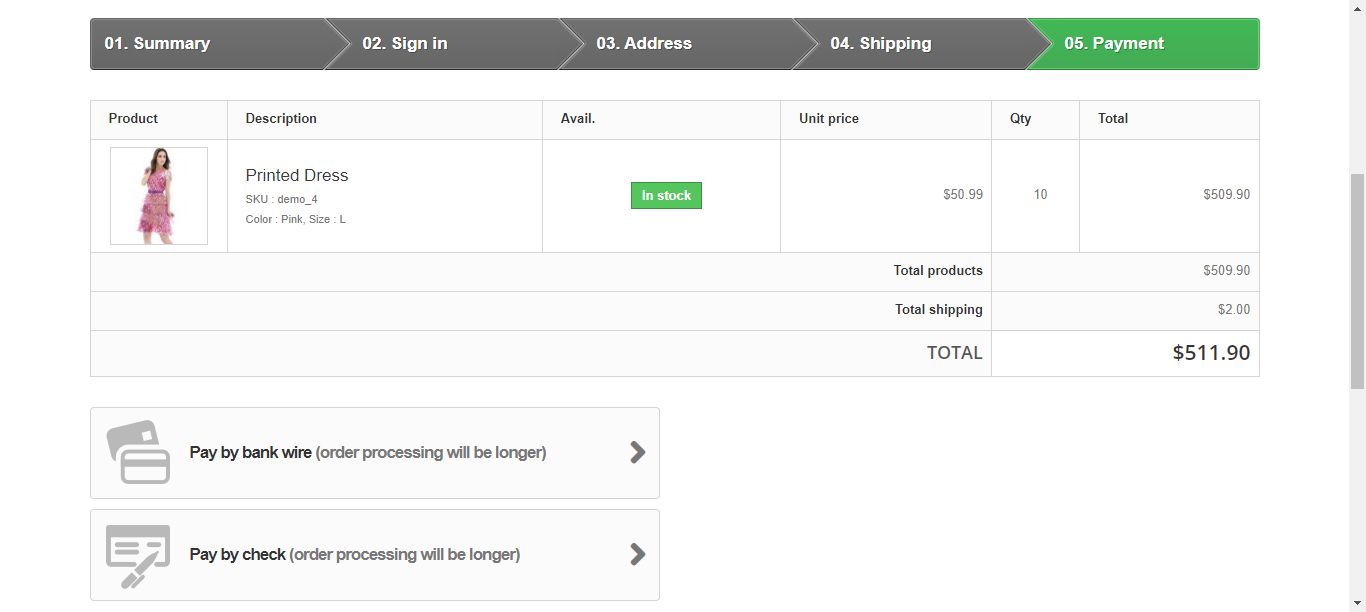 01. Summary
02. Sign in
03. Address
04. Shipping
05. Payment
Product
Description
Avail.
Unit price
Qty
Total
Printed Dress
SKU : demo_4
Color : Pink, Size : L
In stock
$50.99
10
$509.90
Total products
$509.90
Total shipping
$2.00
TOTAL
$511.90
Pay by bank wire (order processing will be longer)
Pay by check (order processing will be longer)